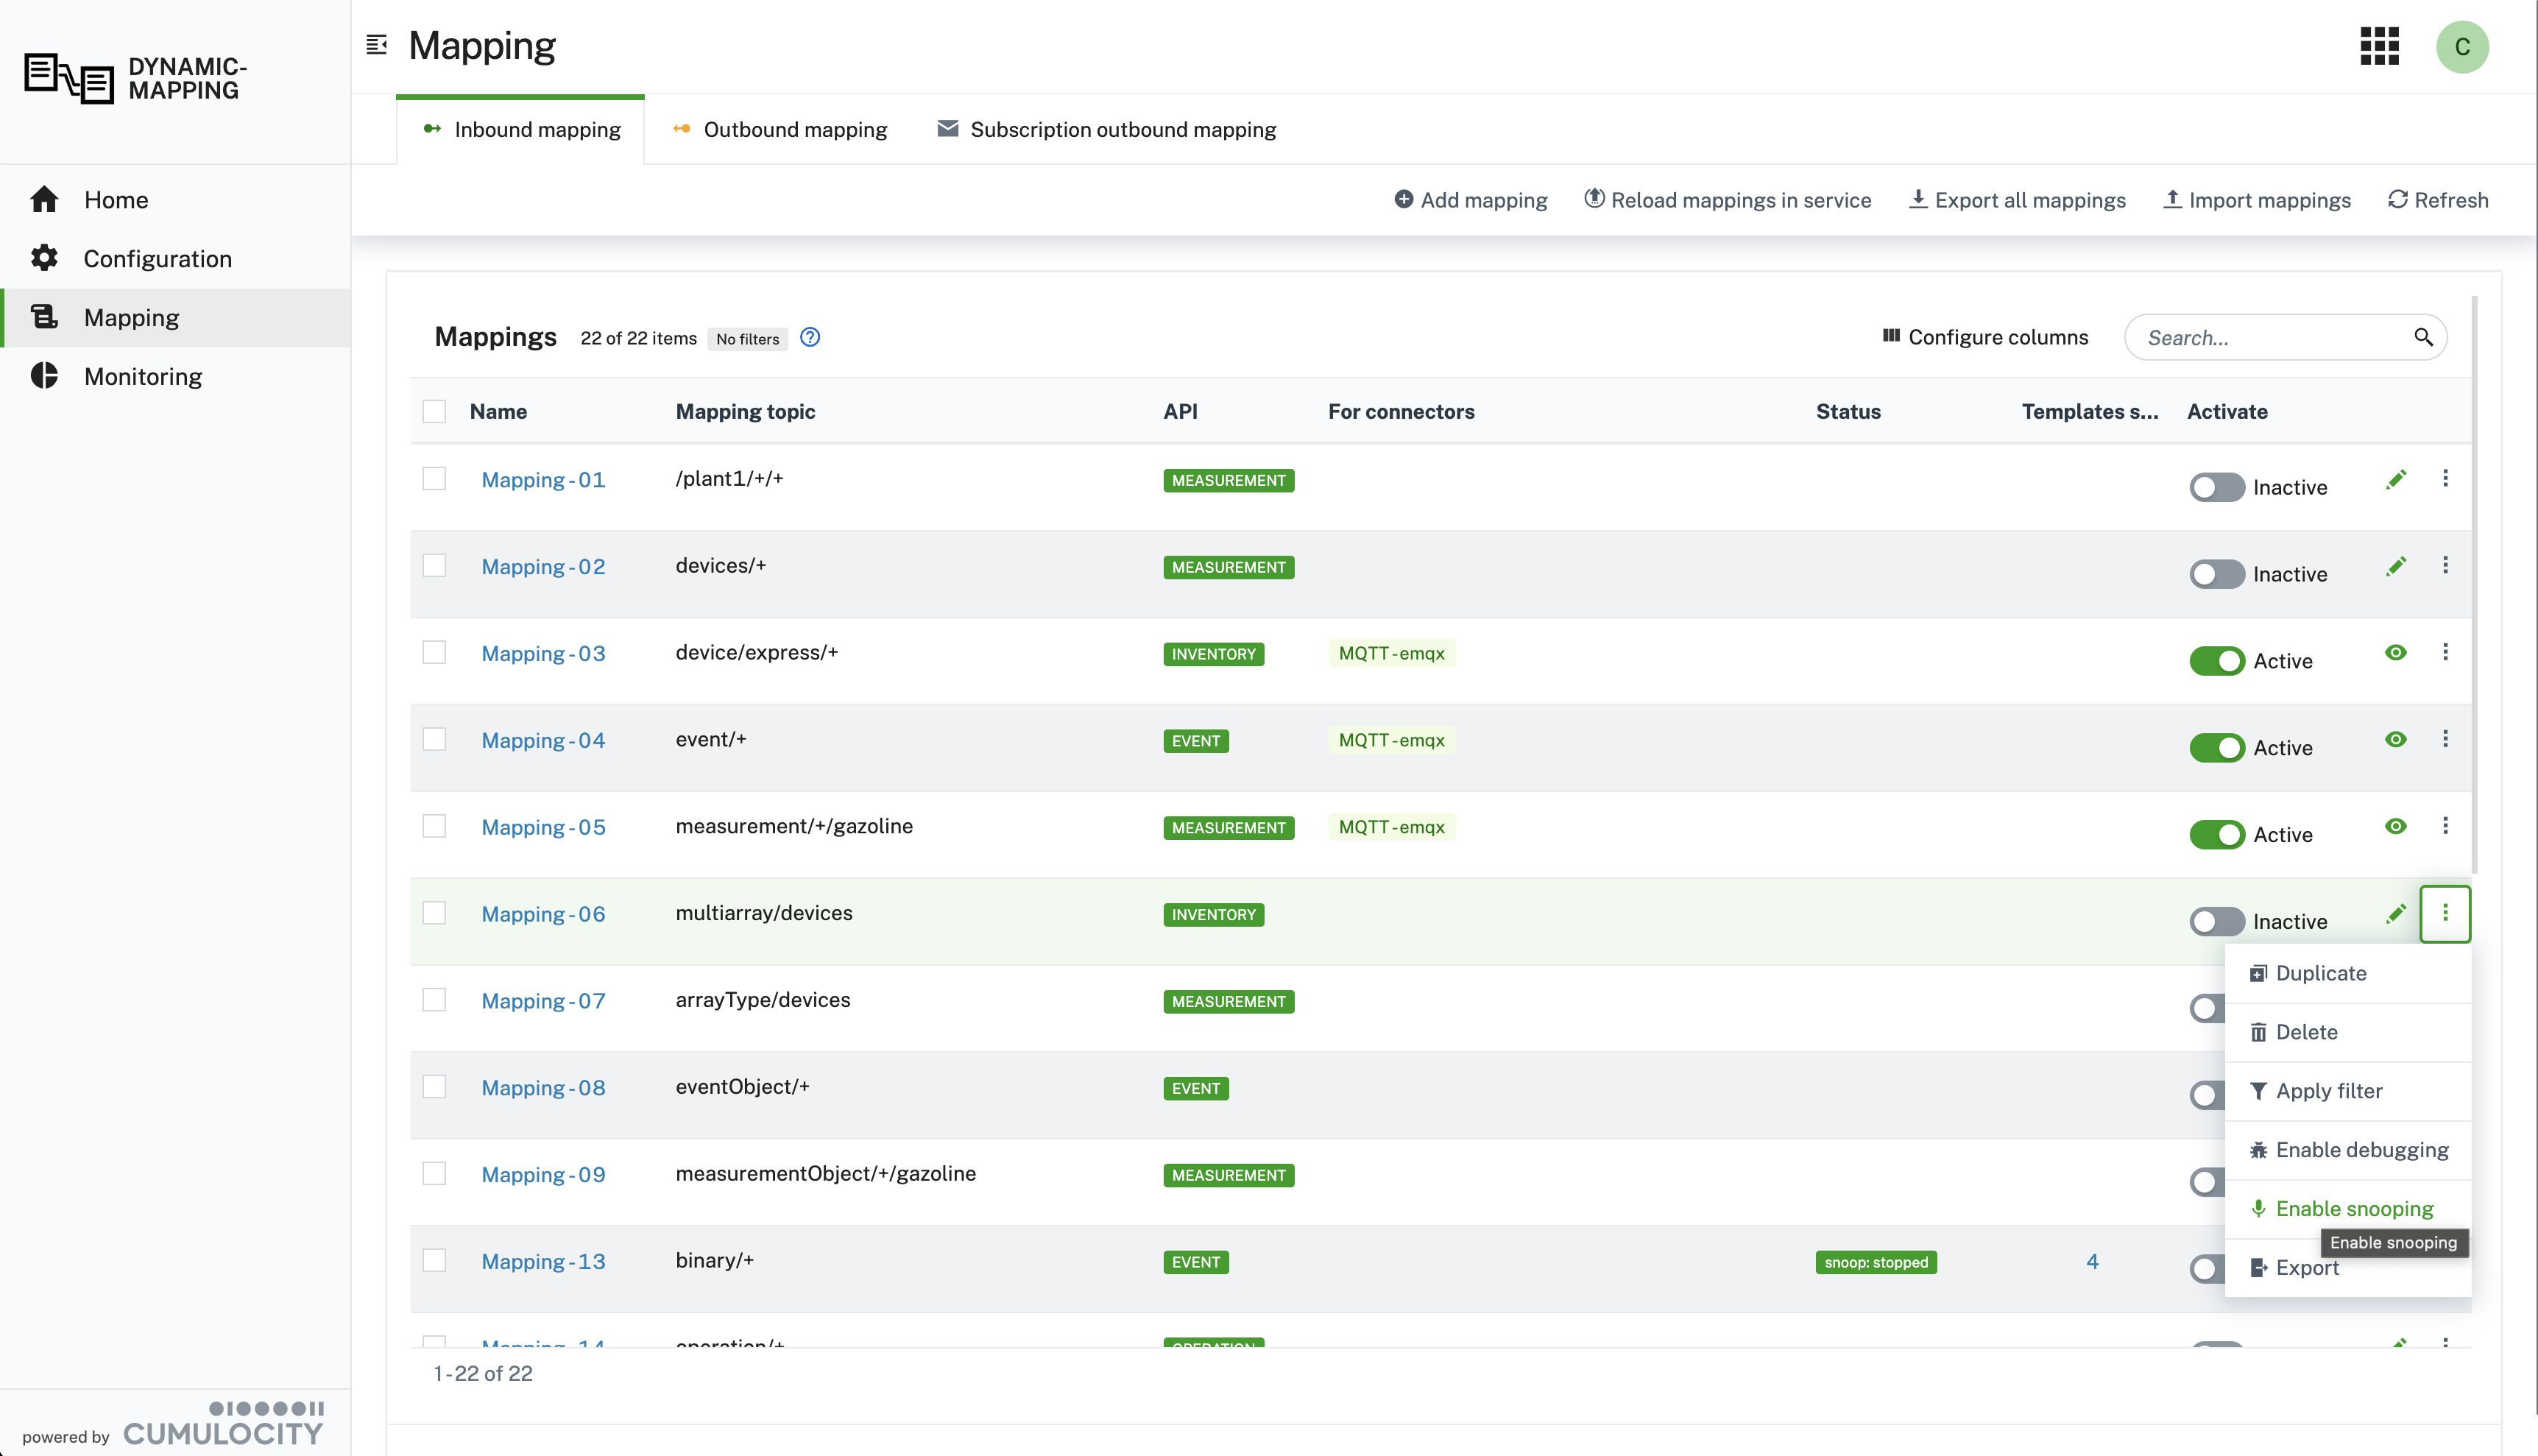 DYNAMIC-
MAPPING
Home
Configuration
Mapping
Monitoring
powered by CUMULOCITY
Mapping
C
Inbound mapping Outbound mapping Subscription outbound mapping
Add mapping Reload mappings in service Export all mappings Import mappings Refresh
Mappings 22 of 22 items No filters Configure columns Search...
Name Mapping topic API For connectors Status Templates s... Activate
Mapping - 01 /plant1/+/+ MEASUREMENT Inactive
Mapping - 02 devices/+ MEASUREMENT Inactive
Mapping - 03 device/express/+ INVENTORY MQTT - emqx Active
Mapping - 04 event/+ EVENT MQTT - emqx Active
Mapping - 05 measurement/+/gazoline MEASUREMENT MQTT - emqx Active
Mapping - 06 multiarray/devices INVENTORY Inactive
Mapping - 07 arrayType/devices MEASUREMENT
Mapping - 08 eventObject/+ EVENT
Mapping - 09 measurementObject/+/gazoline MEASUREMENT
Mapping - 13 binary/+ EVENT snoop: stopped 4
Mapping - 14 operation/+ OPERATION
Duplicate
Delete
Apply filter
Enable debugging
Enable snooping
Enable snooping
Export
1 - 22 of 22